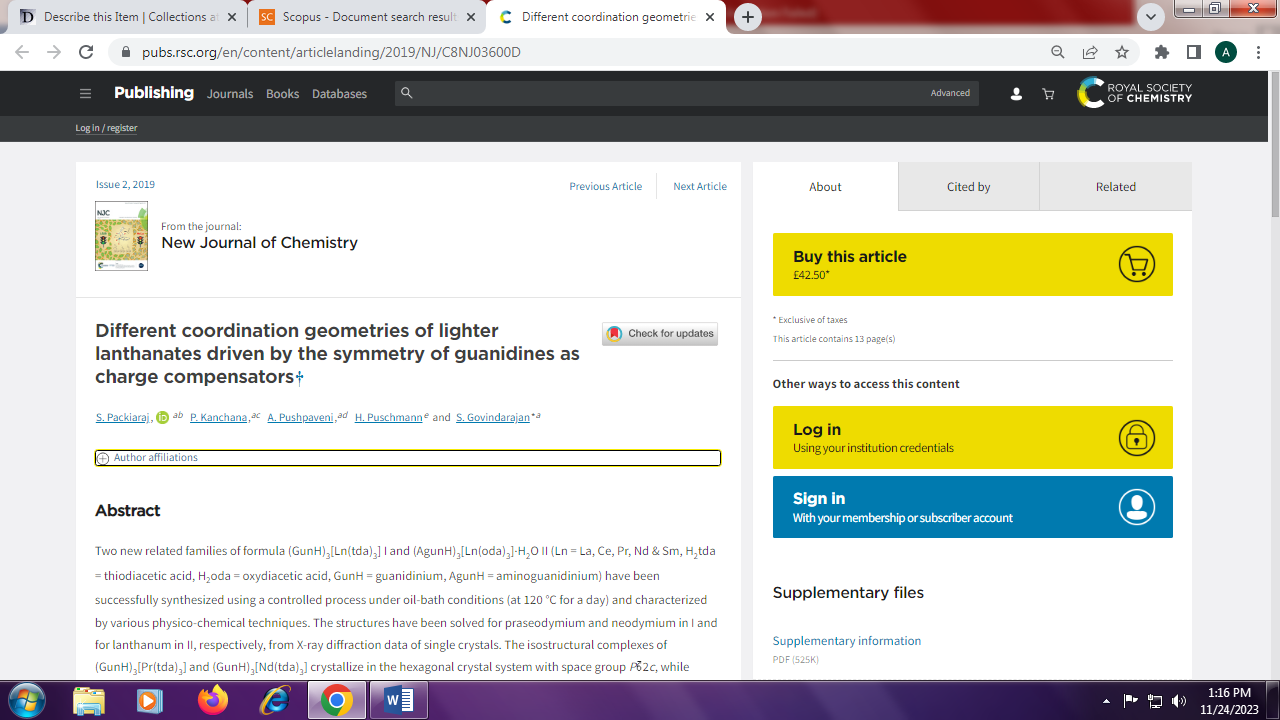 Describe this Item | Collections at
SC Scopus - Document search result
Different coordination geometrie
pubs.rsc.org/en/content/articlelanding/2019/NJ/C8NJ03600D
A
Publishing Journals Books Databases Advanced
ROYAL SOCIETY
OF CHEMISTRY
Log in / register
Issue 2, 2019
Previous Article Next Article
NJC
From the journal:
New Journal of Chemistry
Different coordination geometries of lighter
lanthanates driven by the symmetry of guanidines as
charge compensators†
Check for updates
S. Packiaraj, iD ab P. Kanchana, ac A. Pushpaveni, ad H. Puschmann e and S. Govindarajan *a
Author affiliations
Abstract
Two new related families of formula (GunH)3[Ln(tda)3] I and (AgunH)3[Ln(oda)3]·H2O II (Ln = La, Ce, Pr, Nd & Sm, H2tda
= thiodiacetic acid, H2oda = oxydiacetic acid, GunH = guanidinium, AgunH = aminoguanidinium) have been
successfully synthesized using a controlled process under oil-bath conditions (at 120 °C for a day) and characterized
by various physico-chemical techniques. The structures have been solved for praseodymium and neodymium in I and
for lanthanum in II, respectively, from X-ray diffraction data of single crystals. The isostructural complexes of
(GunH)3[Pr(tda)3] and (GunH)3[Nd(tda)3] crystallize in the hexagonal crystal system with space group 2c, while
About Cited by Related
Buy this article
£42.50*
* Exclusive of taxes
This article contains 13 page(s)
Other ways to access this content
Log in
Using your institution credentials
Sign in
With your membership or subscriber account
Supplementary files
Supplementary information
PDF (525K)
1:16 PM
11/24/2023